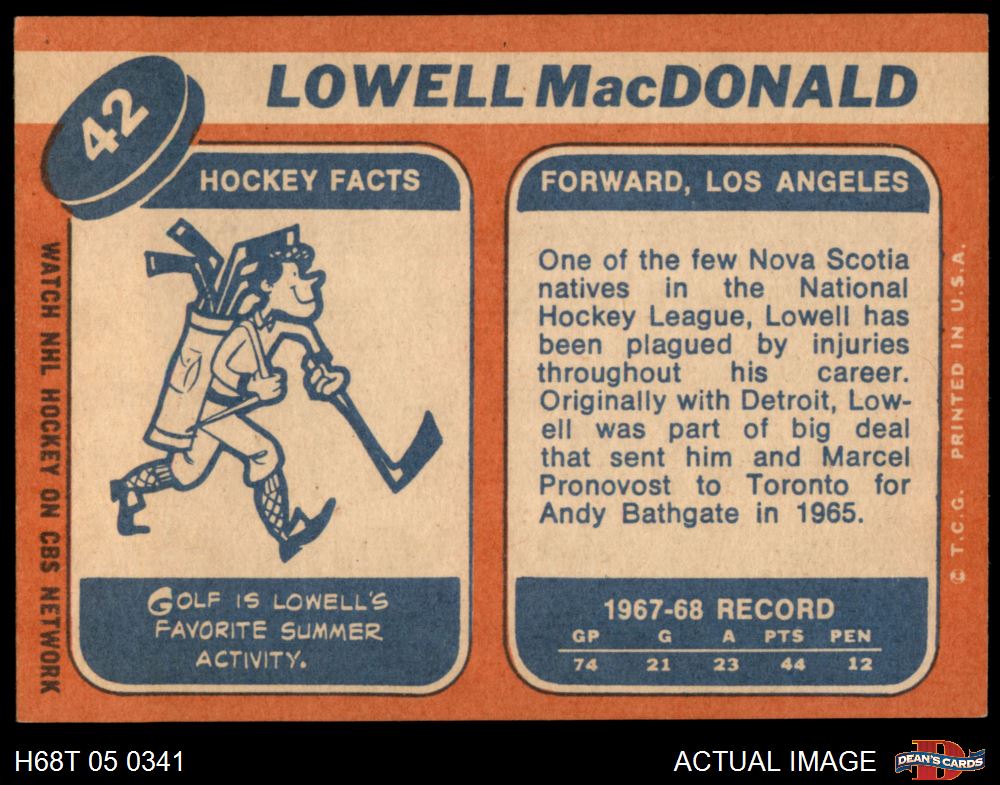 42
LOWELL MacDONALD
HOCKEY FACTS
GOLF IS LOWELL'S
FAVORITE SUMMER
ACTIVITY.
FORWARD, LOS ANGELES
One of the few Nova Scotia
natives in the National
Hockey League, Lowell has
been plagued by injuries
throughout his career.
Originally with Detroit, Low-
ell was part of big deal
that sent him and Marcel
Pronovost to Toronto for
Andy Bathgate in 1965.
1967-68 RECORD
GP G A PTS PEN
74 21 23 44 12
WATCH NHL HOCKEY ON CBS NETWORK
© T.C.G. PRINTED IN U.S.A.
H68T 05 0341
ACTUAL IMAGE
D
DEAN'S CARDS